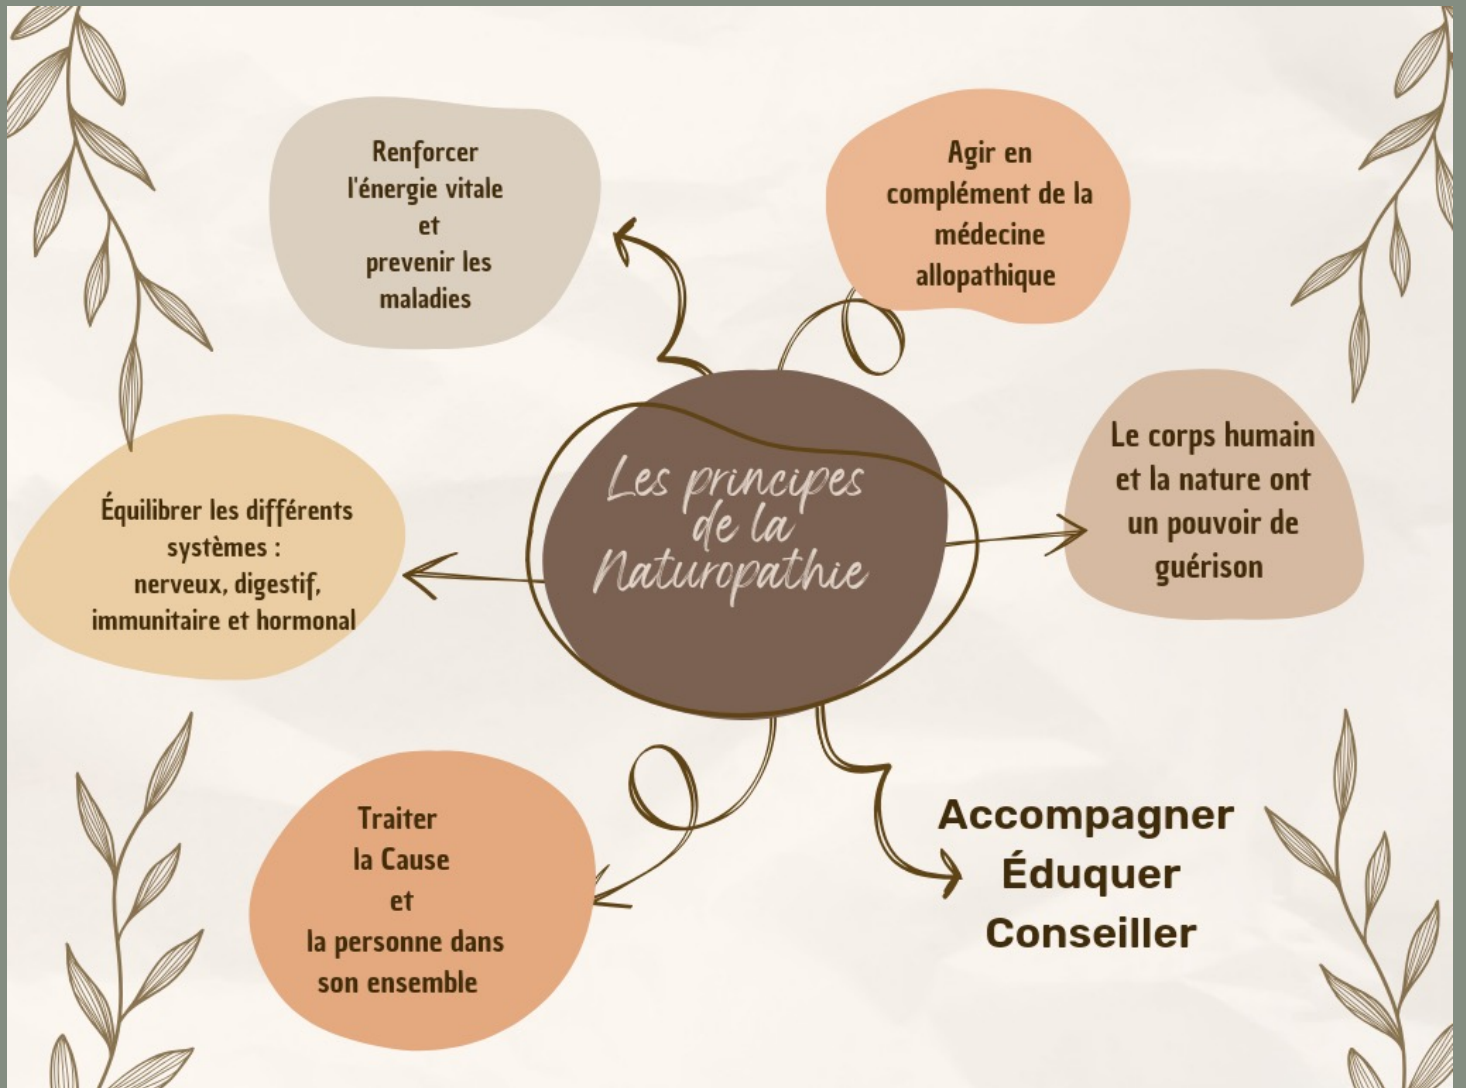 Renforcer
l'énergie vitale
et
prevenir les
maladies
Agir en
complément de la
médecine
allopathique
Les principes
de la
Naturopathie
Le corps humain
et la nature ont
un pouvoir de
guérison
Équilibrer les différents
systèmes :
nerveux, digestif,
immunitaire et hormonal
Traiter
la Cause
et
la personne dans
son ensemble
Accompagner
Éduquer
Conseiller